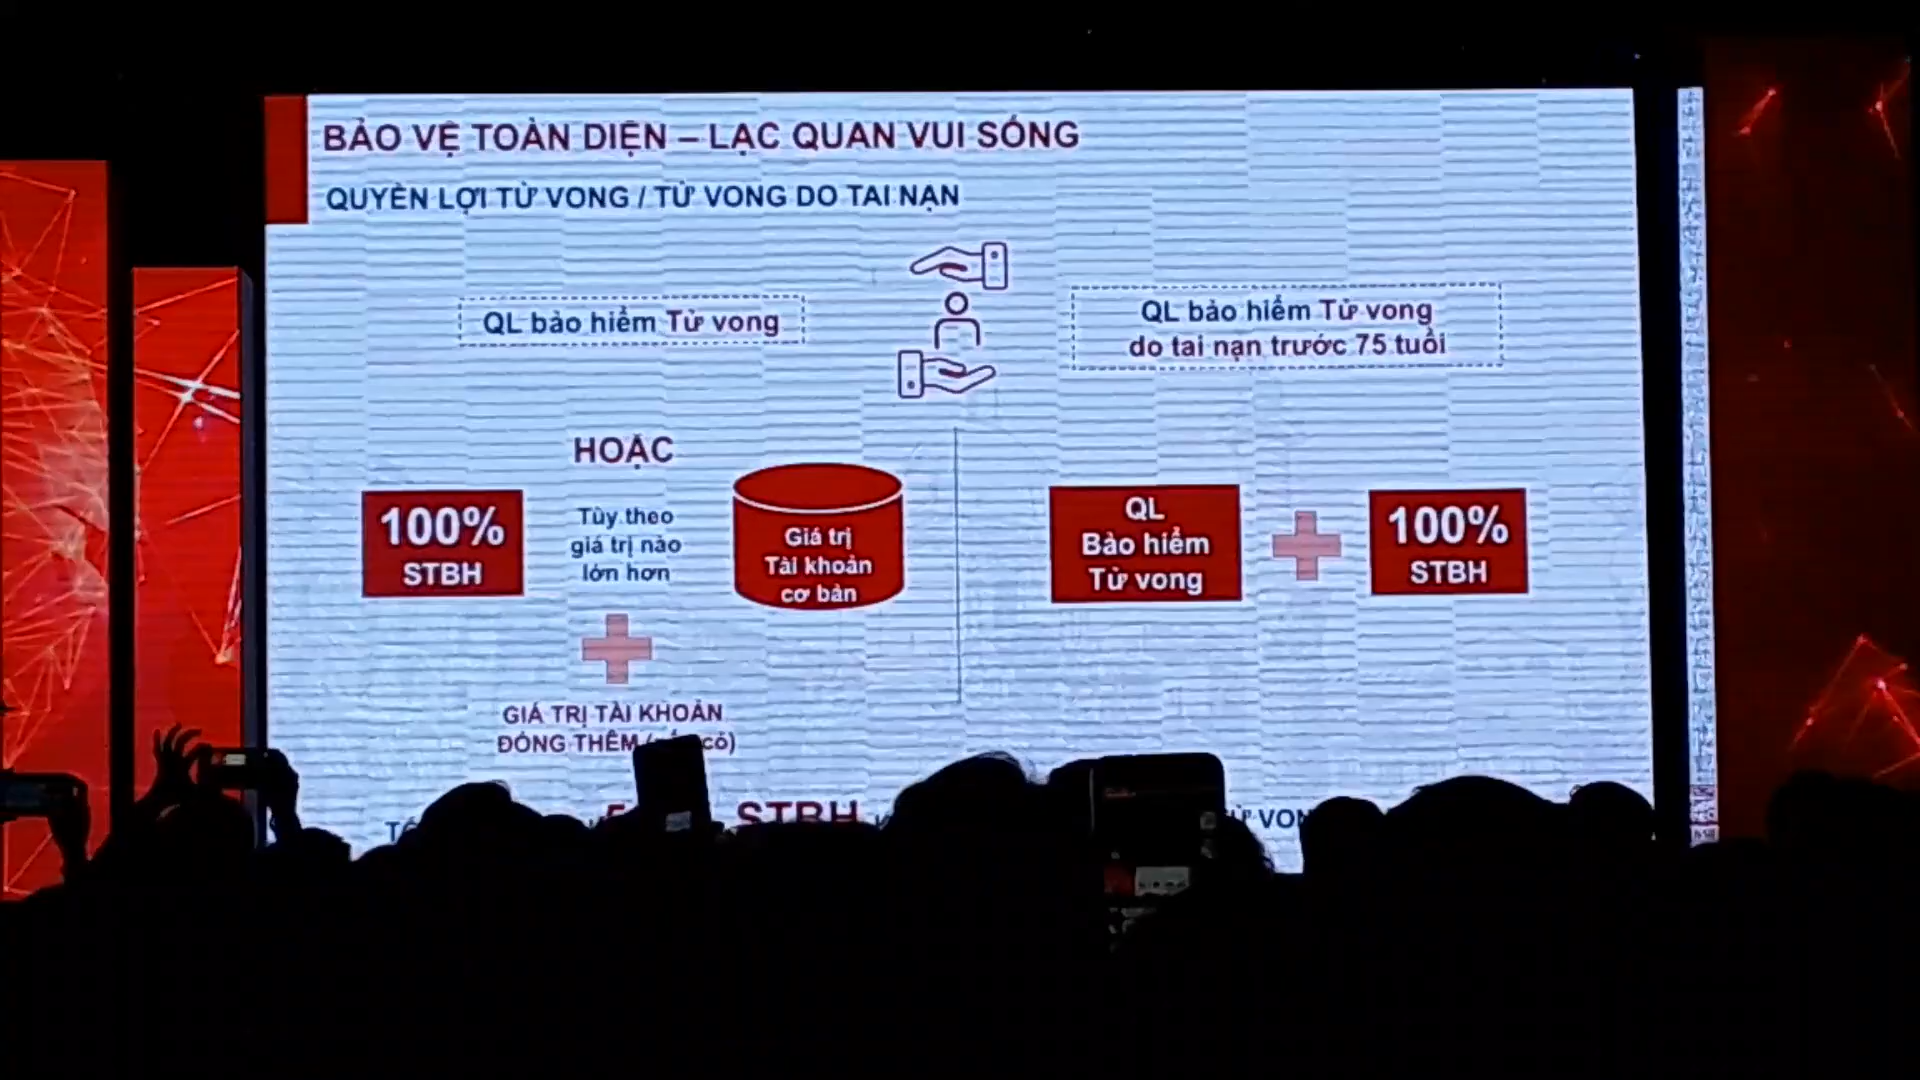 BẢO VỆ TOÀN DIỆN – LẠC QUAN VUI SỐNG
QUYỀN LỢI TỬ VONG / TỬ VONG DO TAI NẠN
QL bảo hiểm Tử vong
HOẶC
100%
STBH
Tùy theo
giá trị nào
lớn hơn
Giá trị
Tài khoản
cơ bản
GIÁ TRỊ TÀI KHOẢN
ĐÓNG THÊM có)
QL bảo hiểm Tử vong
do tai nạn trước 75 tuổi
QL
Bảo hiểm
Tử vong
100%
STBH
STBH